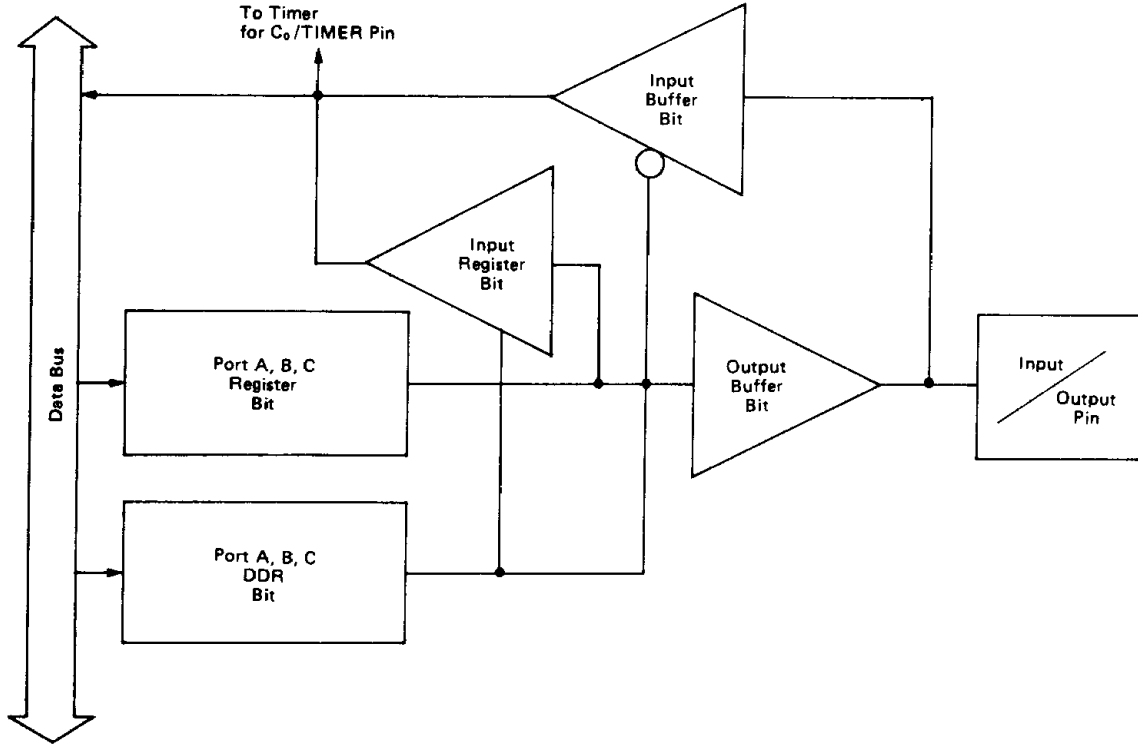 To Timer
for C₀/TIMER Pin
Input
Buffer
Bit
Input
Register
Bit
Data Bus
Port A, B, C
Register
Bit
Output
Buffer
Bit
Input
Output
Pin
Port A, B, C
DDR
Bit